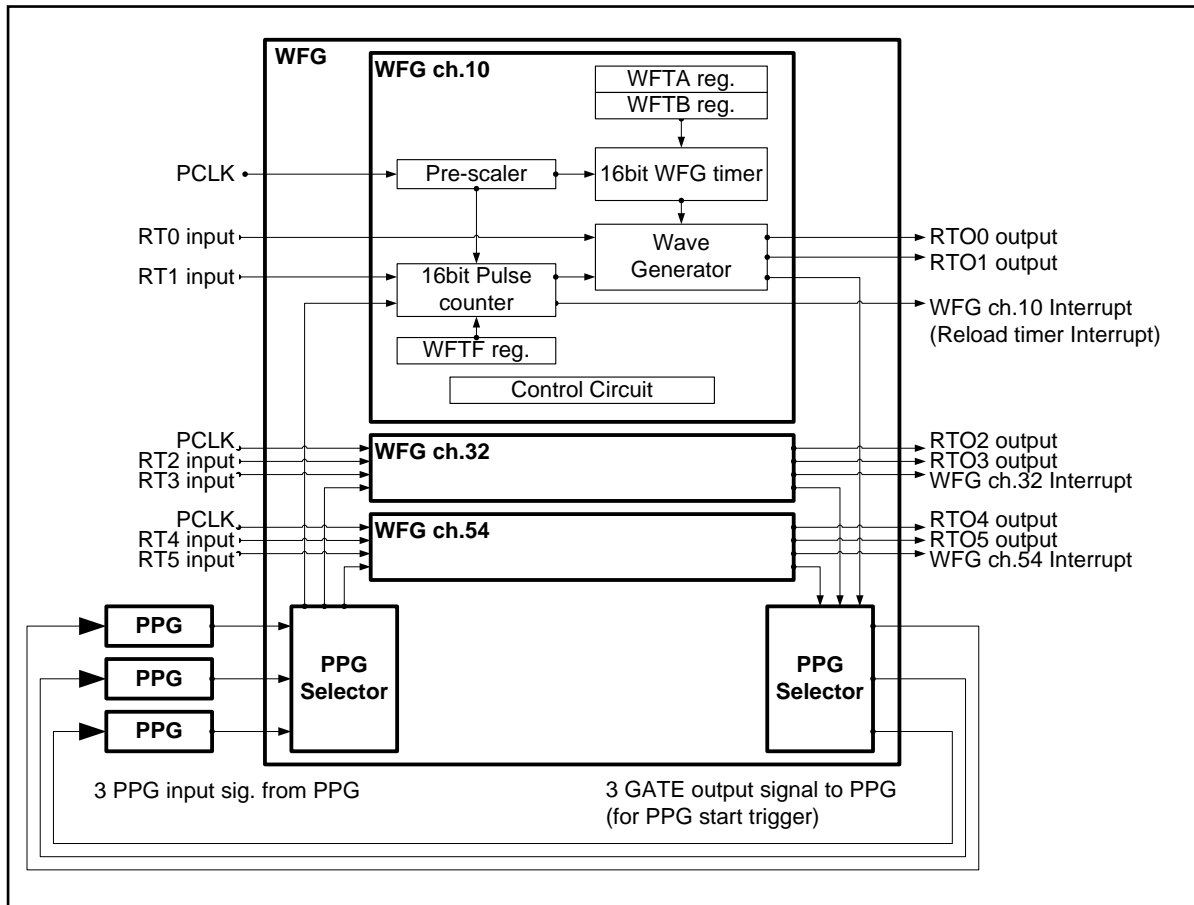 WFG
WFG ch.10
WFTA reg.
WFTB reg.
PCLK
Pre-scaler
16bit WFG timer
RT0 input
Wave
Generator
RTO0 output
RTO1 output
RT1 input
16bit Pulse
counter
WFG ch.10 Interrupt
(Reload timer Interrupt)
WFTF reg.
Control Circuit
PCLK
RT2 input
RT3 input
WFG ch.32
RTO2 output
RTO3 output
WFG ch.32 Interrupt
PCLK
RT4 input
RT5 input
WFG ch.54
RTO4 output
RTO5 output
WFG ch.54 Interrupt
PPG
PPG
PPG
PPG
Selector
PPG
Selector
3 PPG input sig. from PPG
3 GATE output signal to PPG
(for PPG start trigger)